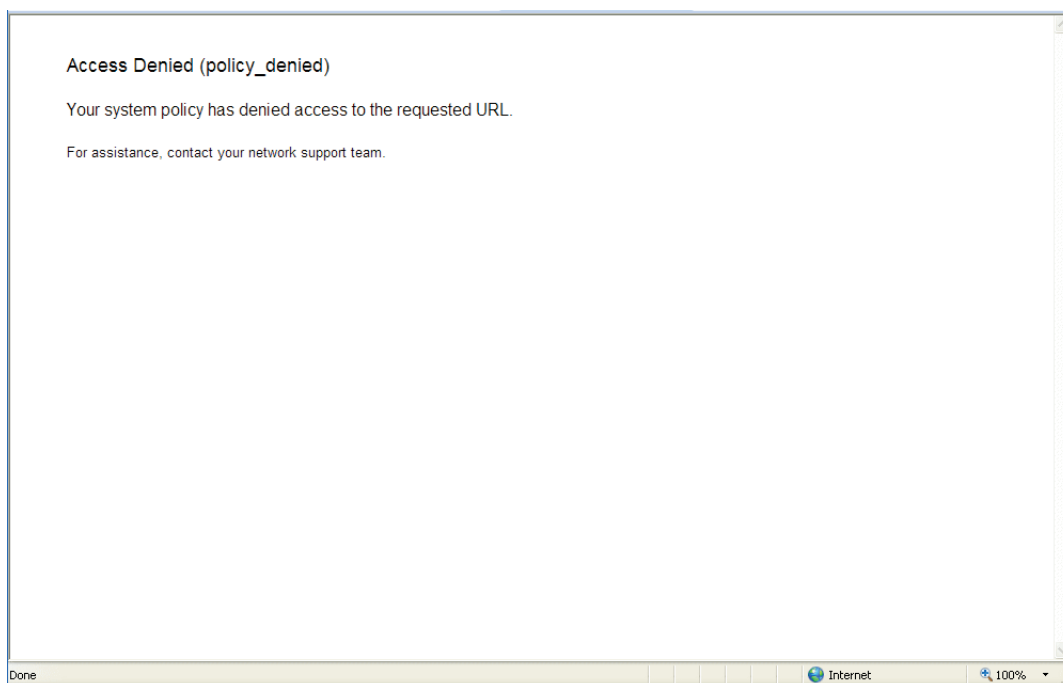 Access Denied (policy_denied)
Your system policy has denied access to the requested URL.
For assistance, contact your network support team.
Done Internet 100%